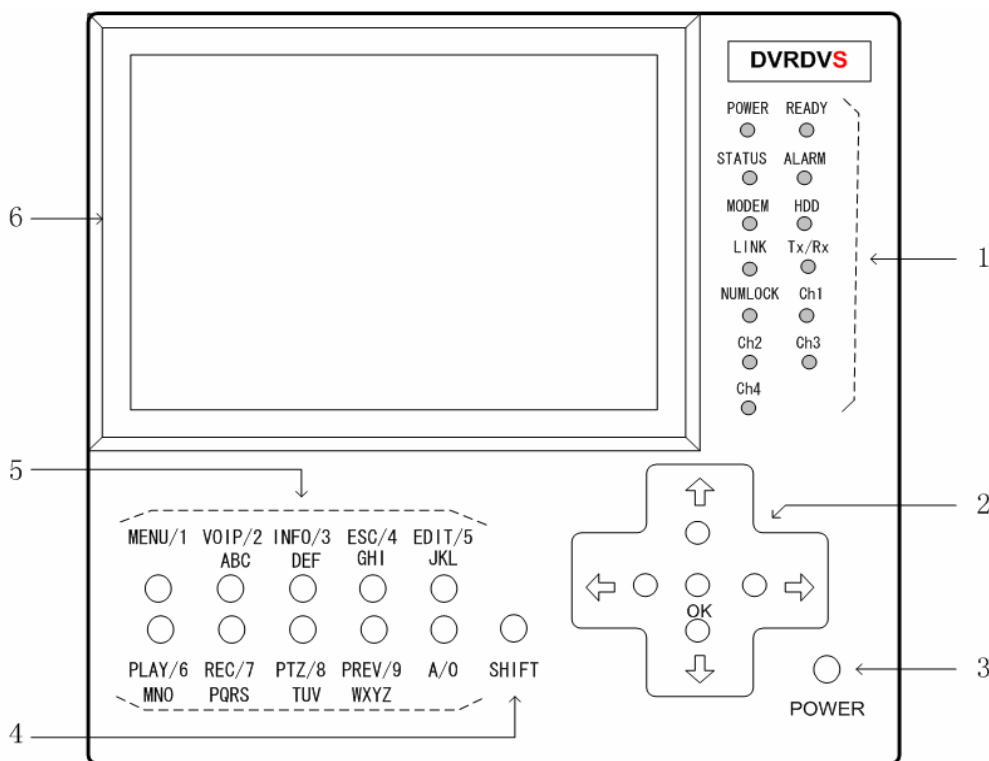 DVRDVS
POWER READY
STATUS ALARM
MODEM HDD
LINK Tx/Rx
NUMLOCK Ch1
Ch2 Ch3
Ch4
6
1
5
2
MENU/1 VOIP/2 INFO/3 ESC/4 EDIT/5
ABC DEF GHI JKL
OK
PLAY/6 REC/7 PTZ/8 PREV/9 A/0 SHIFT
MNO PQRS TUV WXYZ
3
POWER
4